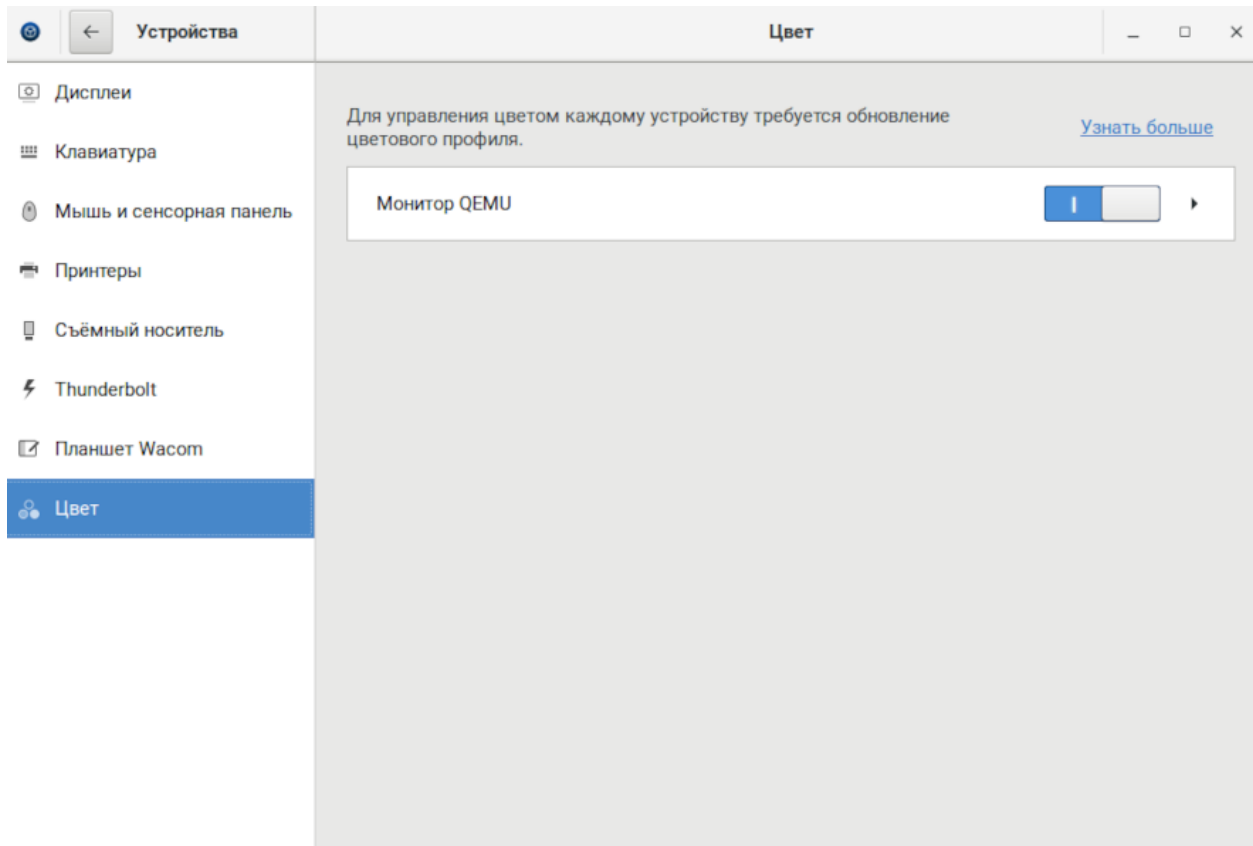 Устройства
Цвет
Дисплеи
Клавиатура
Мышь и сенсорная панель
Принтеры
Съёмный носитель
Thunderbolt
Планшет Wacom
Цвет
Для управления цветом каждому устройству требуется обновление
цветового профиля.
Узнать больше
Монитор QEMU